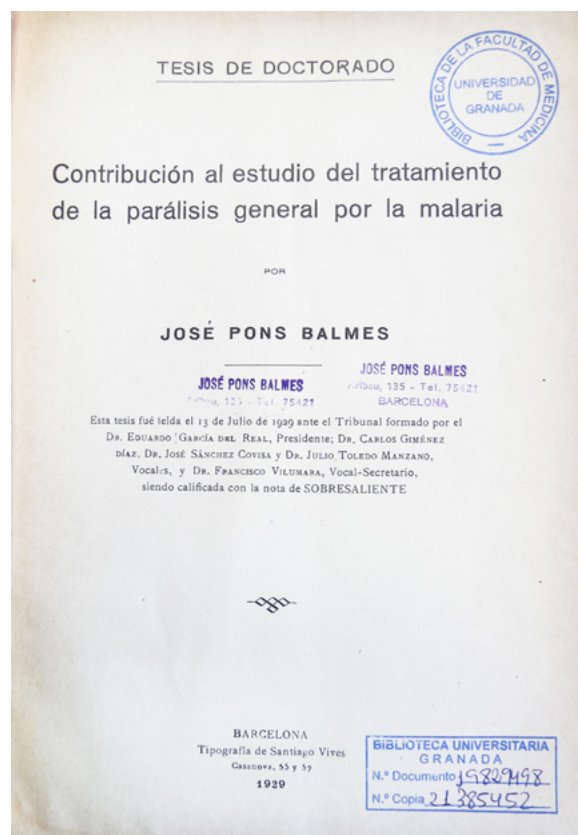 TESIS DE DOCTORADO
BIBLIOTECA DE LA FACULTAD DE MEDICINA
UNIVERSIDAD
DE
GRANADA
Contribución al estudio del tratamiento
de la parálisis general por la malaria
POR
JOSÉ PONS BALMES
JOSÉ PONS BALMES
135 - Tel. 75421
BARCELONA
JOSÉ PONS BALMES
Tel. 75421
Esta tesis fué leída el 13 de Julio de 1929 ante el Tribunal formado por el
Dr. Eduardo García del Real, Presidente; Dr. Carlos Giménez
díaz, Dr. José Sánchez Covisa y Dr. Julio Toledo Manzano,
Vocales, y Dr. Francisco Vilumara, Vocal-Secretario,
siendo calificada con la nota de SOBRESALIENTE
BARCELONA
Tipografía de Santiago Vives
Casanova, 55 y 57
1929
BIBLIOTECA UNIVERSITARIA
GRANADA
N.º Documento 19829498
N.º Copia 21385452